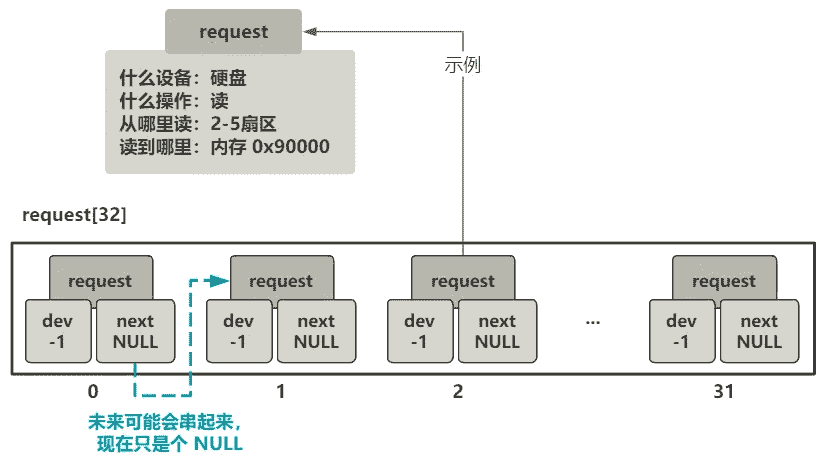 request
示例
什么设备：硬盘
什么操作：读
从哪里读：2-5扇区
读到哪里：内存 0x90000
request[32]
request request request request
dev next dev next dev next ... dev next
-1 NULL -1 NULL -1 NULL -1 NULL
0 1 2 31
未来可能会串起来，
现在只是个 NULL